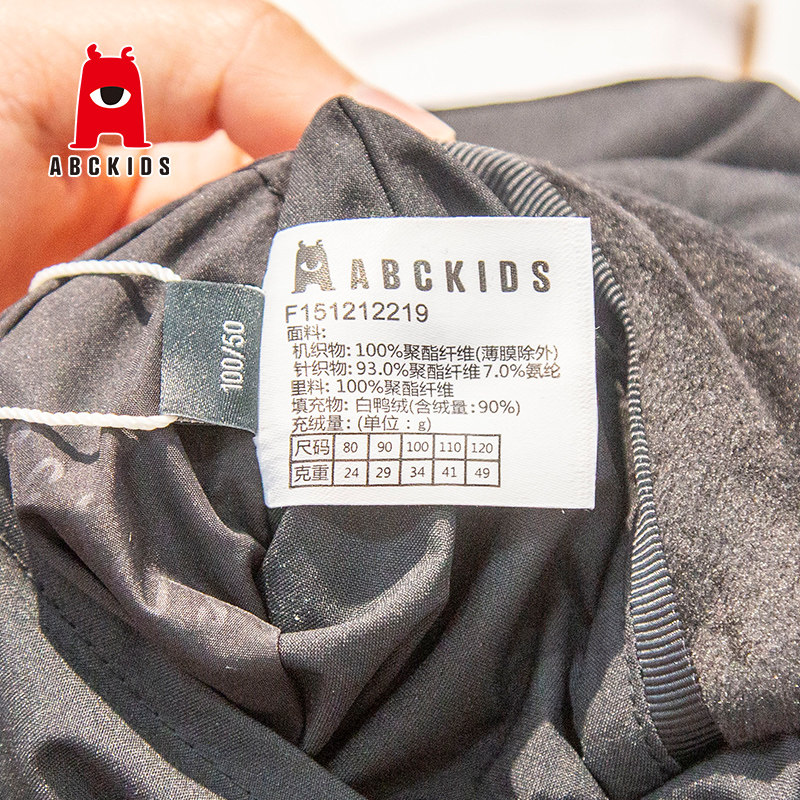 ABCKIDS
ABCKIDS
F151212219
100/50
面料:
机织物: 100%聚酯纤维(薄膜除外)
针织物: 93.0%聚酯纤维 7.0%氨纶
里料: 100%聚酯纤维
填充物: 白鸭绒(含绒量: 90%)
充绒量: (单位: g)
尺码 80 90 100 110 120
克重 24 29 34 41 49